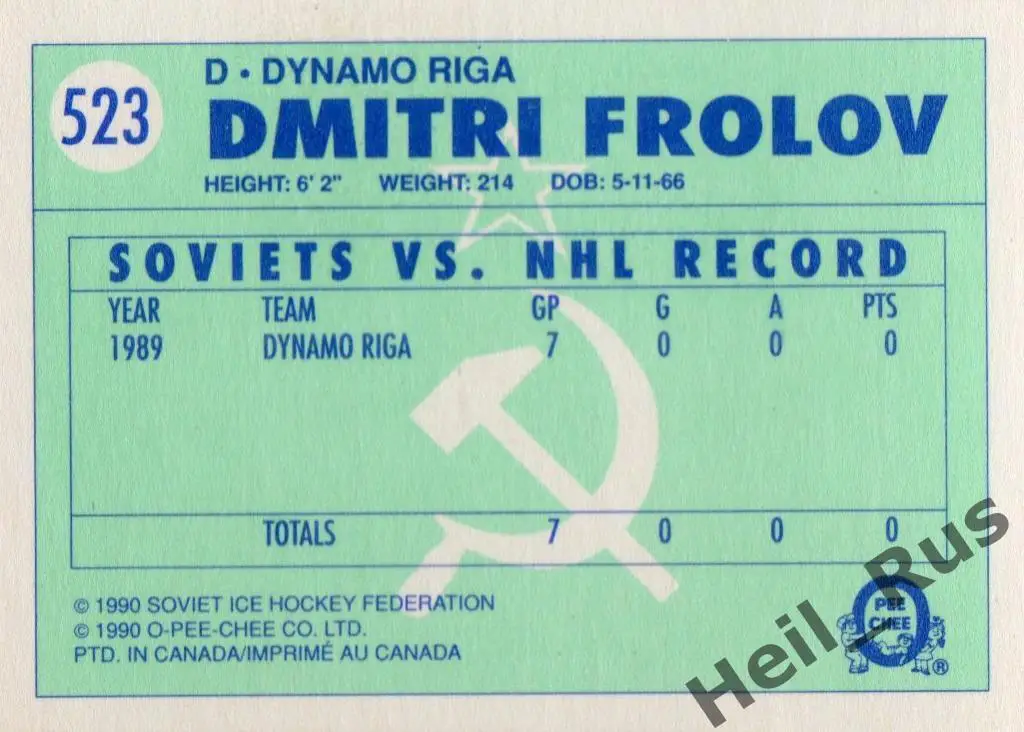 523
D • DYNAMO RIGA
DMITRI FROLOV
HEIGHT: 6' 2" WEIGHT: 214 DOB: 5-11-66
SOVIETS VS. NHL RECORD
YEAR TEAM GP G A PTS
1989 DYNAMO RIGA 7 0 0 0
TOTALS 7 0 0 0
© 1990 SOVIET ICE HOCKEY FEDERATION
© 1990 O-PEE-CHEE CO. LTD.
PTD. IN CANADA/IMPRIMÉ AU CANADA
O
PEE
CHEE
®
Heil_Rus